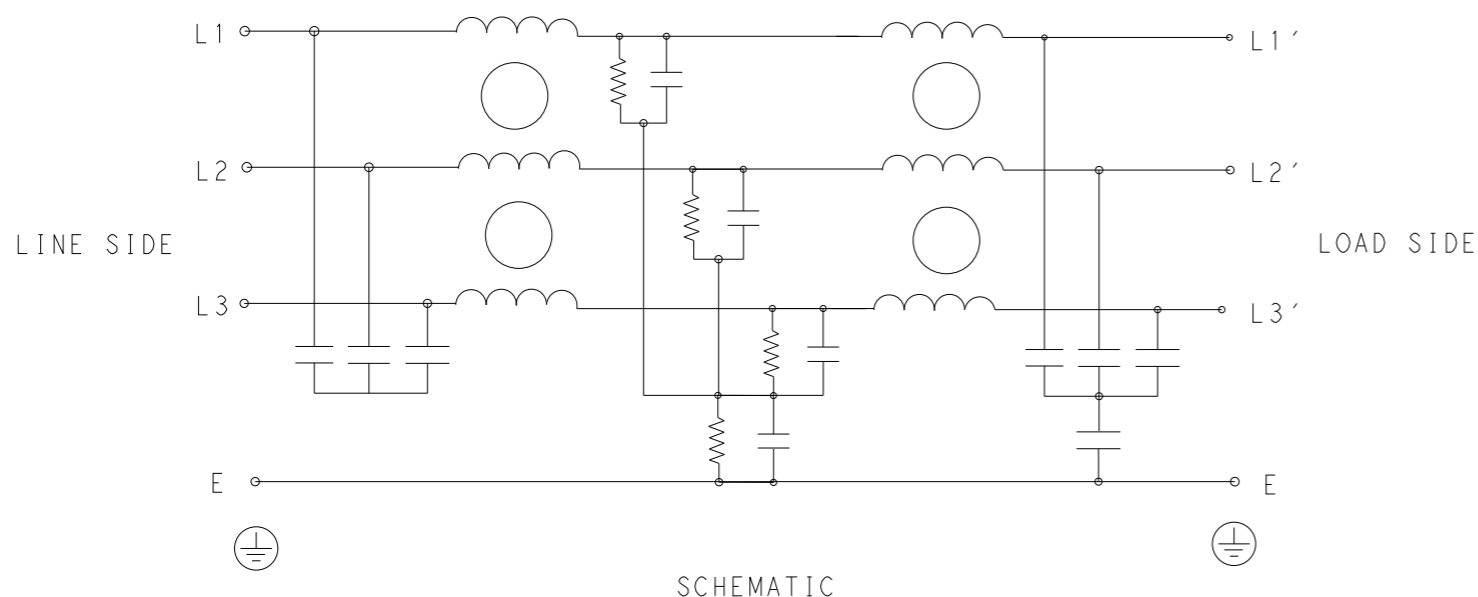 L1 L1′
L2 L2′
LINE SIDE LOAD SIDE
L3 L3′
E E
SCHEMATIC